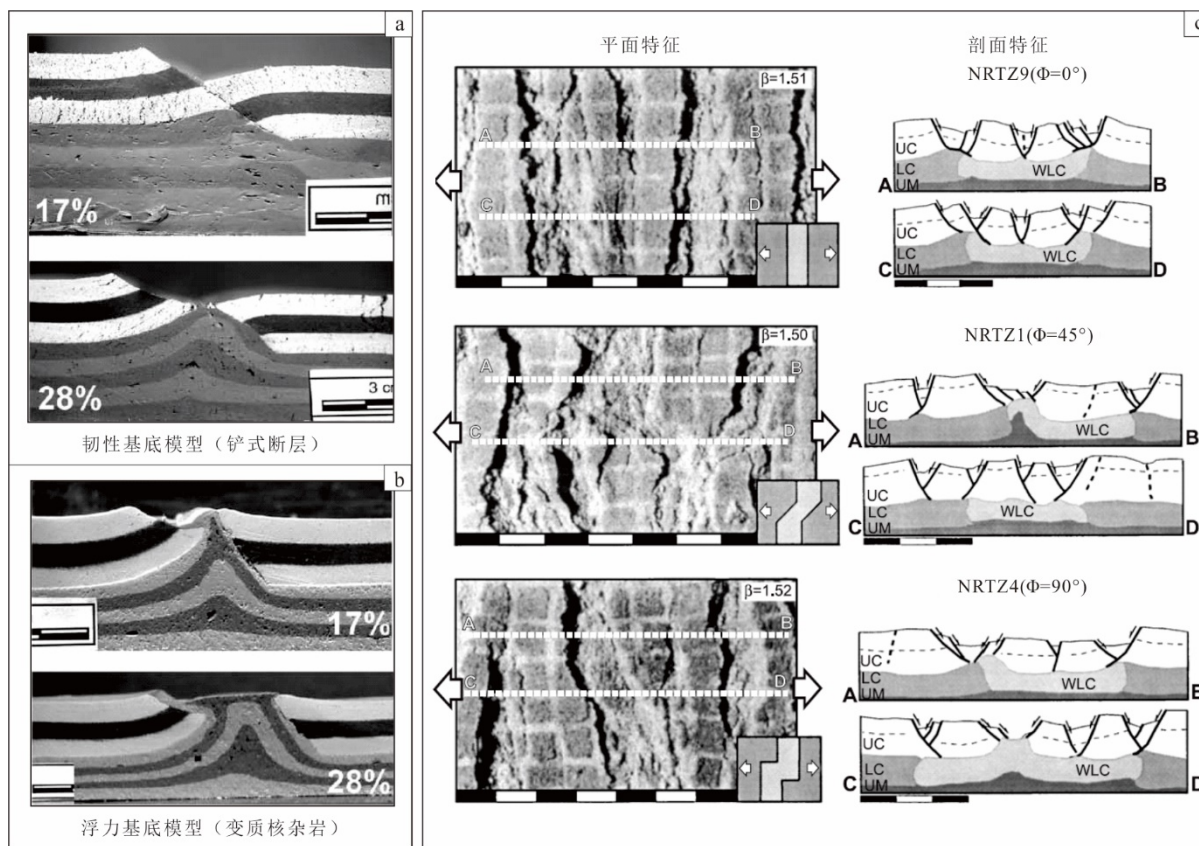 a
17%
m
28%
3 c
韧性基底模型（铲式断层）
b
17%
28%
浮力基底模型（变质核杂岩）
c
平面特征
剖面特征
β=1.51
A
B
C
D
NRTZ9(Φ=0°)
UC
LC
UM
WLC
A
B
UC
LC
UM
WLC
C
D
β=1.50
A
B
C
D
NRTZ1(Φ=45°)
UC
LC
UM
WLC
A
B
UC
LC
UM
WLC
C
D
β=1.52
A
B
C
D
NRTZ4(Φ=90°)
UC
LC
UM
WLC
A
B
UC
LC
UM
WLC
C
D